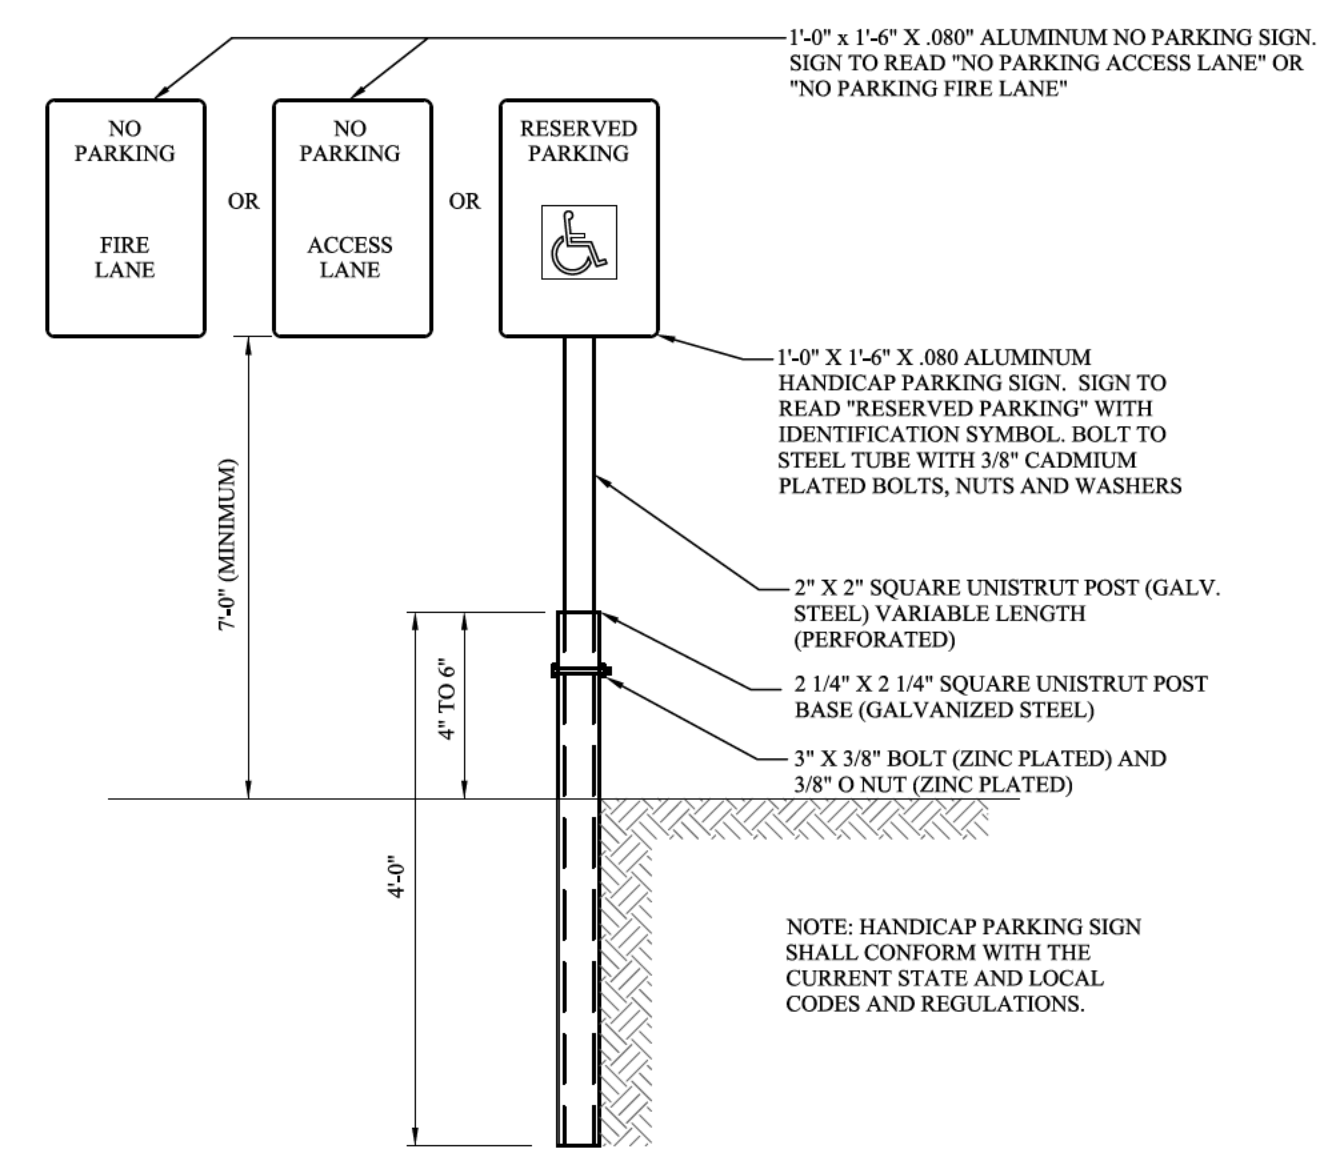 1'-0" x 1'-6" X .080" ALUMINUM NO PARKING SIGN.
SIGN TO READ "NO PARKING ACCESS LANE" OR
"NO PARKING FIRE LANE"
NO
PARKING
FIRE
LANE
OR
NO
PARKING
ACCESS
LANE
OR
RESERVED
PARKING
1'-0" X 1'-6" X .080 ALUMINUM
HANDICAP PARKING SIGN. SIGN TO
READ "RESERVED PARKING" WITH
IDENTIFICATION SYMBOL. BOLT TO
STEEL TUBE WITH 3/8" CADMIUM
PLATED BOLTS, NUTS AND WASHERS
7'-0" (MINIMUM)
2" X 2" SQUARE UNISTRUT POST (GALV.
STEEL) VARIABLE LENGTH
(PERFORATED)
4" TO 6"
2 1/4" X 2 1/4" SQUARE UNISTRUT POST
BASE (GALVANIZED STEEL)
3" X 3/8" BOLT (ZINC PLATED) AND
3/8" O NUT (ZINC PLATED)
4'-0"
NOTE: HANDICAP PARKING SIGN
SHALL CONFORM WITH THE
CURRENT STATE AND LOCAL
CODES AND REGULATIONS.